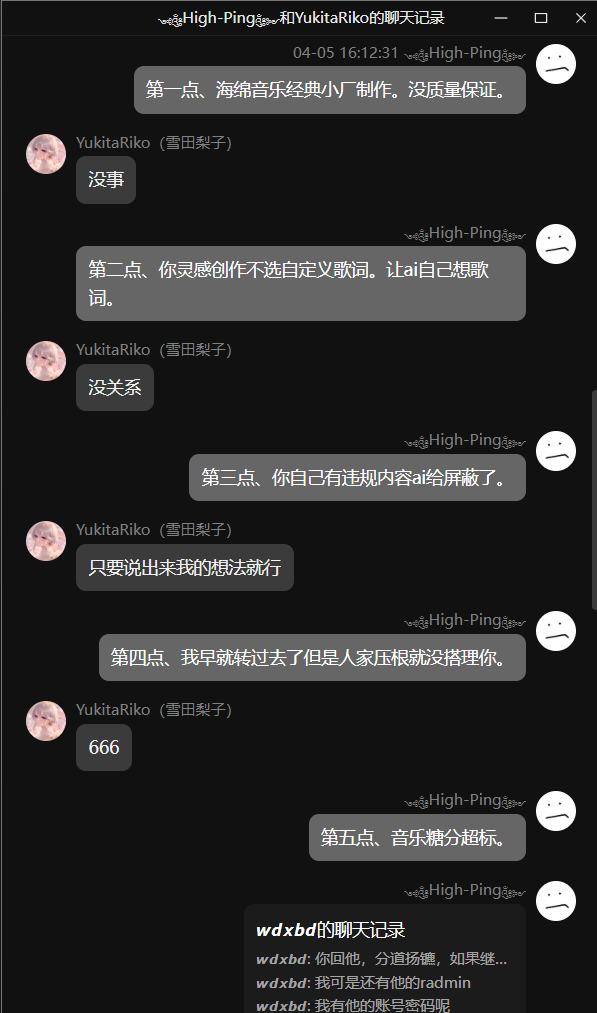 High-Ping和YukitaRiko的聊天记录
04-05 16:12:31 High-Ping
第一点、海绵音乐经典小厂制作。没质量保证。
YukitaRiko（雪田梨子）
没事
High-Ping
第二点、你灵感创作不选自定义歌词。让ai自己想歌
词。
YukitaRiko（雪田梨子）
没关系
High-Ping
第三点、你自己有违规内容ai给屏蔽了。
YukitaRiko（雪田梨子）
只要说出来我的想法就行
High-Ping
第四点、我早就转过去了但是人家压根就没搭理你。
YukitaRiko（雪田梨子）
666
High-Ping
第五点、音乐糖分超标。
High-Ping
wdxbd的聊天记录
wdxbd: 你回他，分道扬镳，如果继...
wdxbd: 我可是还有他的radmin
wdxbd: 我有他的账号密码呢